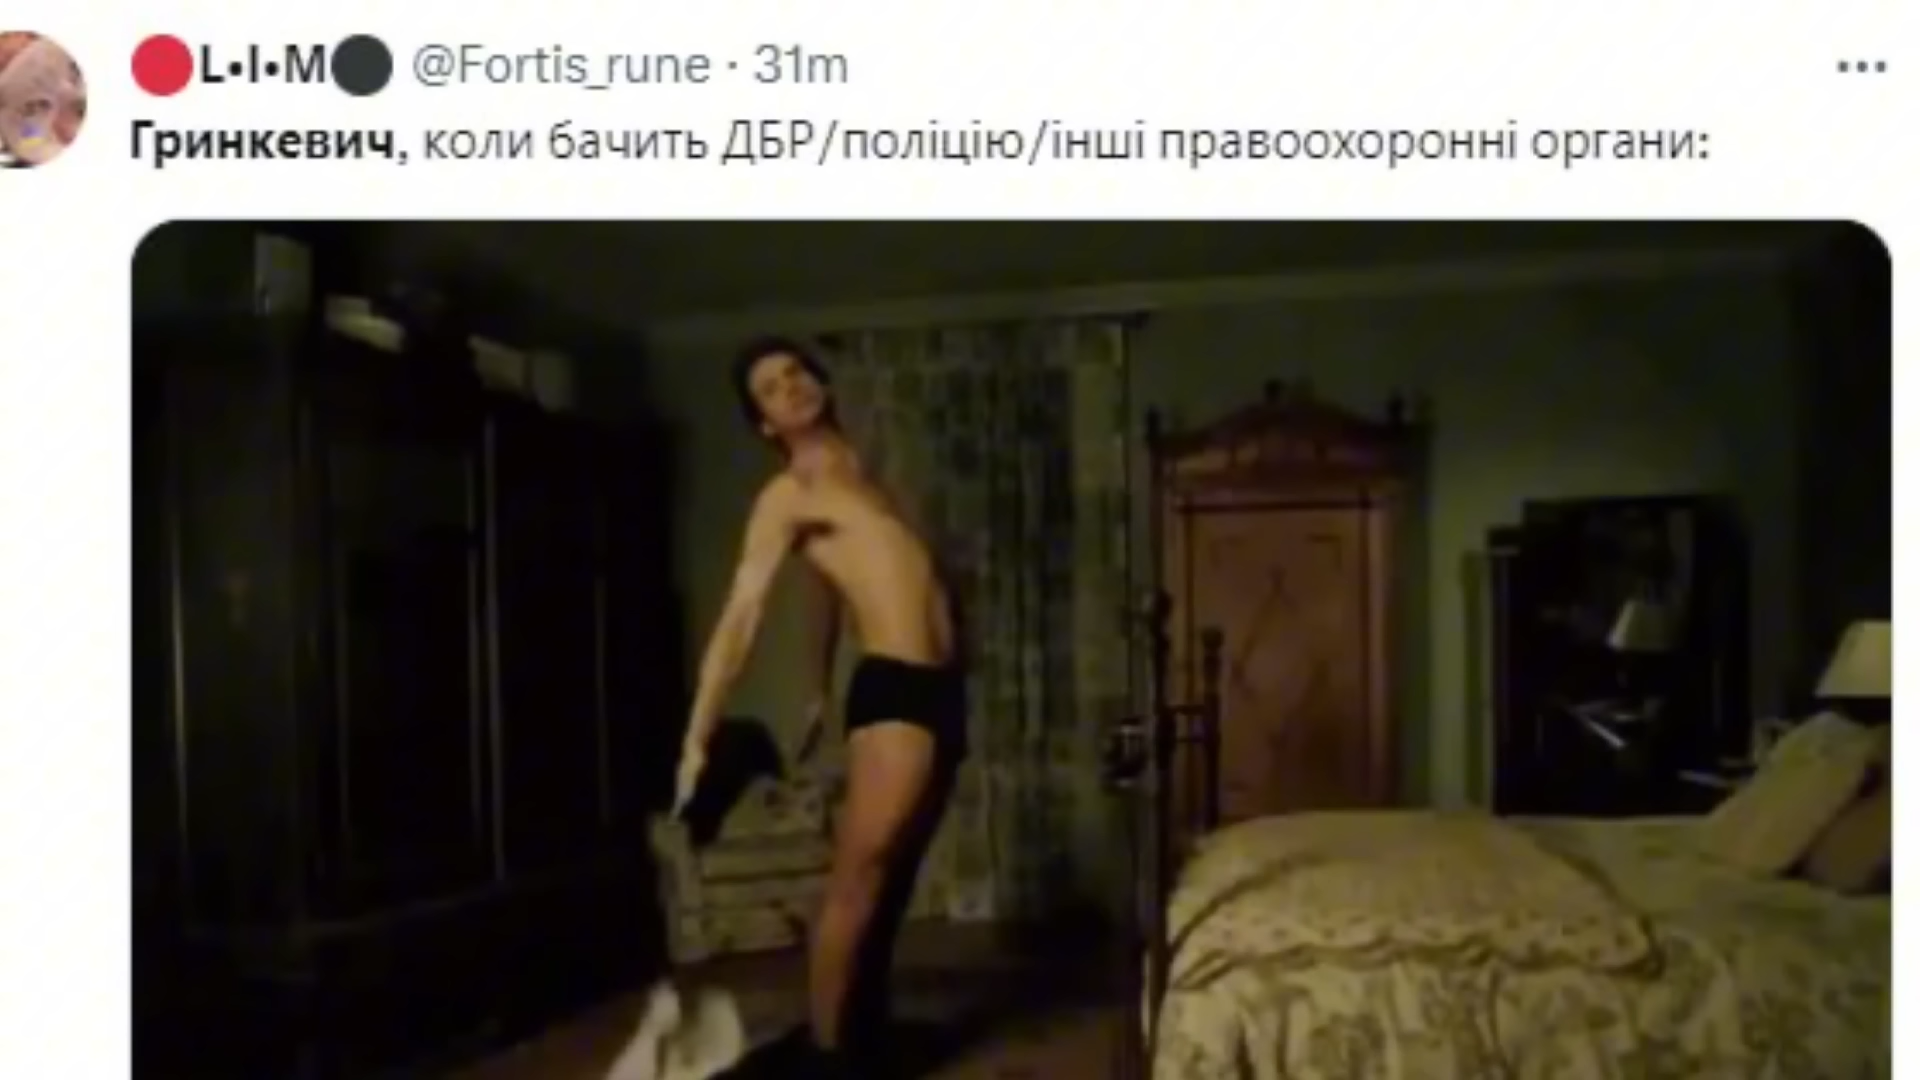 🔴L•I•M⚫ @Fortis_rune · 31m
Гринкевич, коли бачить ДБР/поліцію/інші правоохоронні органи: